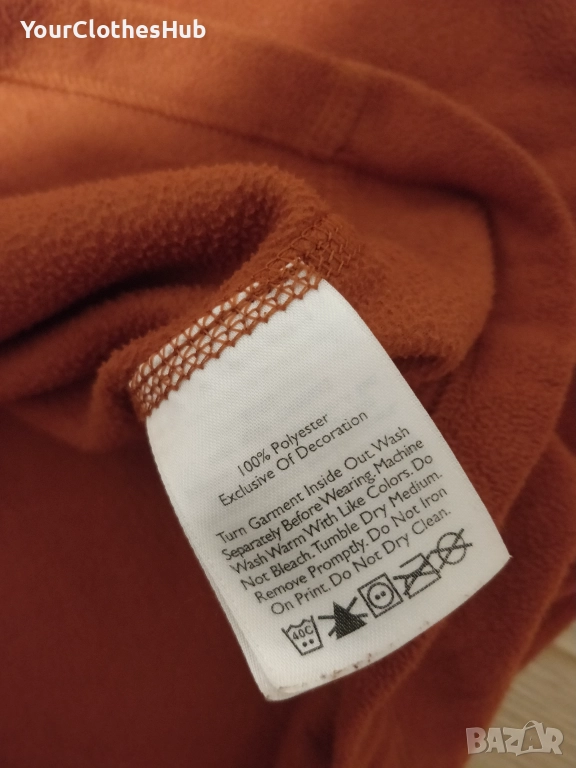 YourClothesHub
100% Polyester
Exclusive Of Decoration
Turn Garment Inside Out. Wash
Separately Before Wearing. Machine
Wash Warm With Like Colors. Do
Not Bleach. Tumble Dry Medium.
Remove Promptly. Do Not Iron
On Print. Do Not Dry Clean.
40C
BAZAR